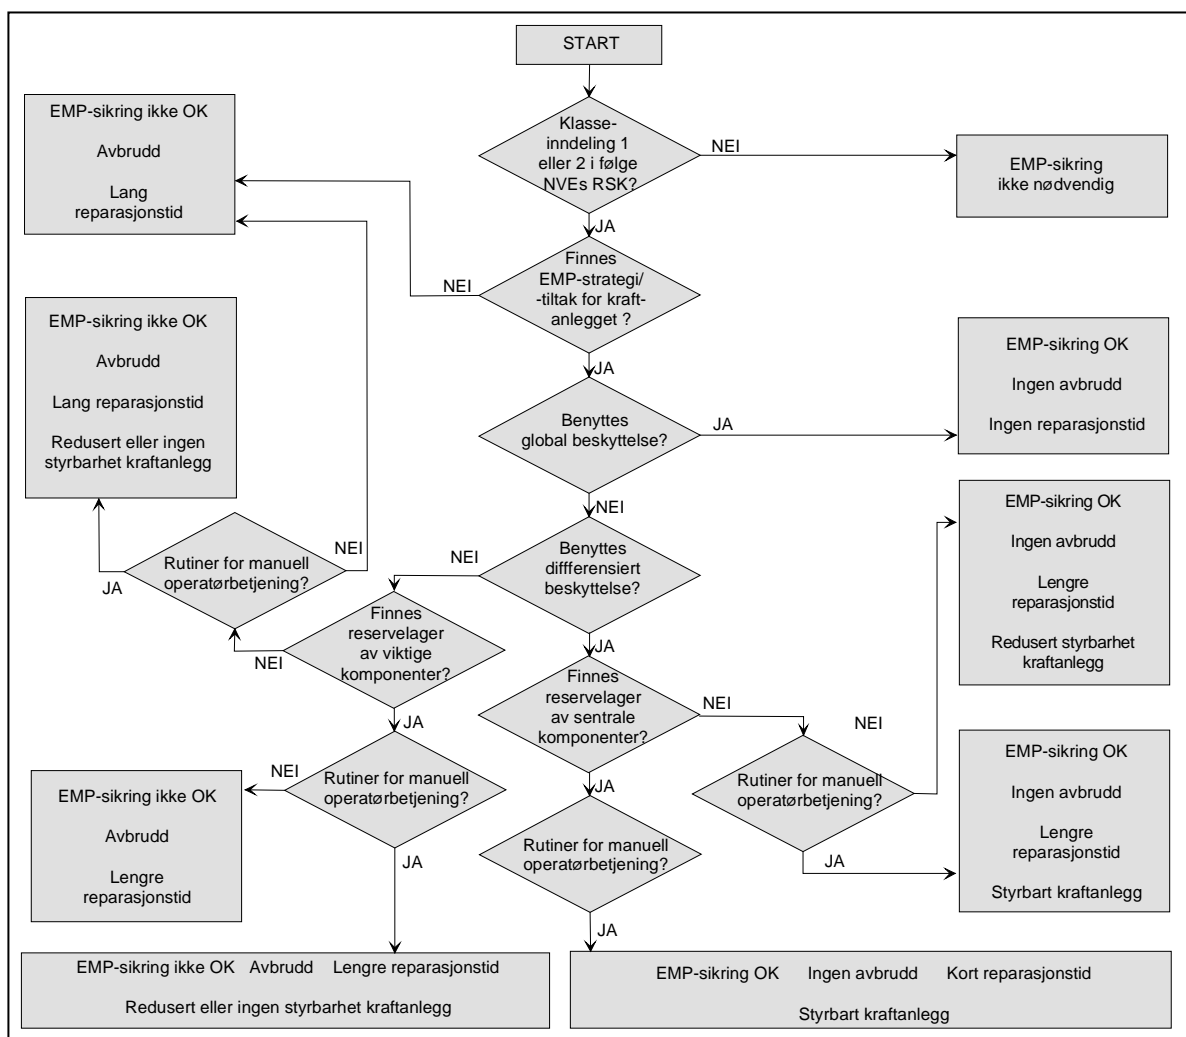 START
Klasse-
inndeling 1
eller 2 i følge
NVEs RSK?
NEI
EMP-sikring
ikke nødvendig
JA
EMP-sikring ikke OK
Avbrudd
Lang
reparasjonstid
Finnes
EMP-strategi/
-tiltak for kraft-
anlegget ?
NEI
JA
EMP-sikring ikke OK
Avbrudd
Lang reparasjonstid
Redusert eller ingen
styrbarhet kraftanlegg
Benyttes
global beskyttelse?
JA
EMP-sikring OK
Ingen avbrudd
Ingen reparasjonstid
NEI
Rutiner for manuell
operatørbetjening?
NEI
JA
Benyttes
diffferensiert
beskyttelse?
NEI
JA
EMP-sikring OK
Ingen avbrudd
Lengre
reparasjonstid
Redusert styrbarhet
kraftanlegg
Finnes
reservelager
av viktige
komponenter?
NEI
JA
Finnes
reservelager
av sentrale
komponenter?
NEI
JA
NEI
Rutiner for manuell
operatørbetjening?
JA
EMP-sikring OK
Ingen avbrudd
Lengre
reparasjonstid
Styrbart kraftanlegg
Rutiner for manuell
operatørbetjening?
NEI
JA
EMP-sikring ikke OK
Avbrudd
Lengre
reparasjonstid
Rutiner for manuell
operatørbetjening?
JA
EMP-sikring ikke OK Avbrudd Lengre reparasjonstid
Redusert eller ingen styrbarhet kraftanlegg
EMP-sikring OK Ingen avbrudd Kort reparasjonstid
Styrbart kraftanlegg